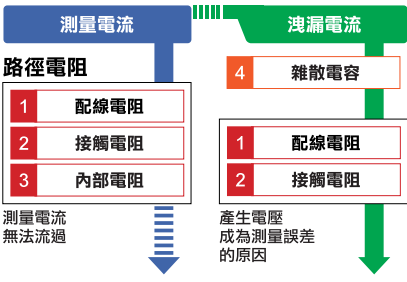 測量電流
路徑電阻
1 配線電阻
2 接觸電阻
3 內部電阻
測量電流
無法流過
洩漏電流
4 雜散電容
1 配線電阻
2 接觸電阻
產生電壓
成為測量誤差
的原因